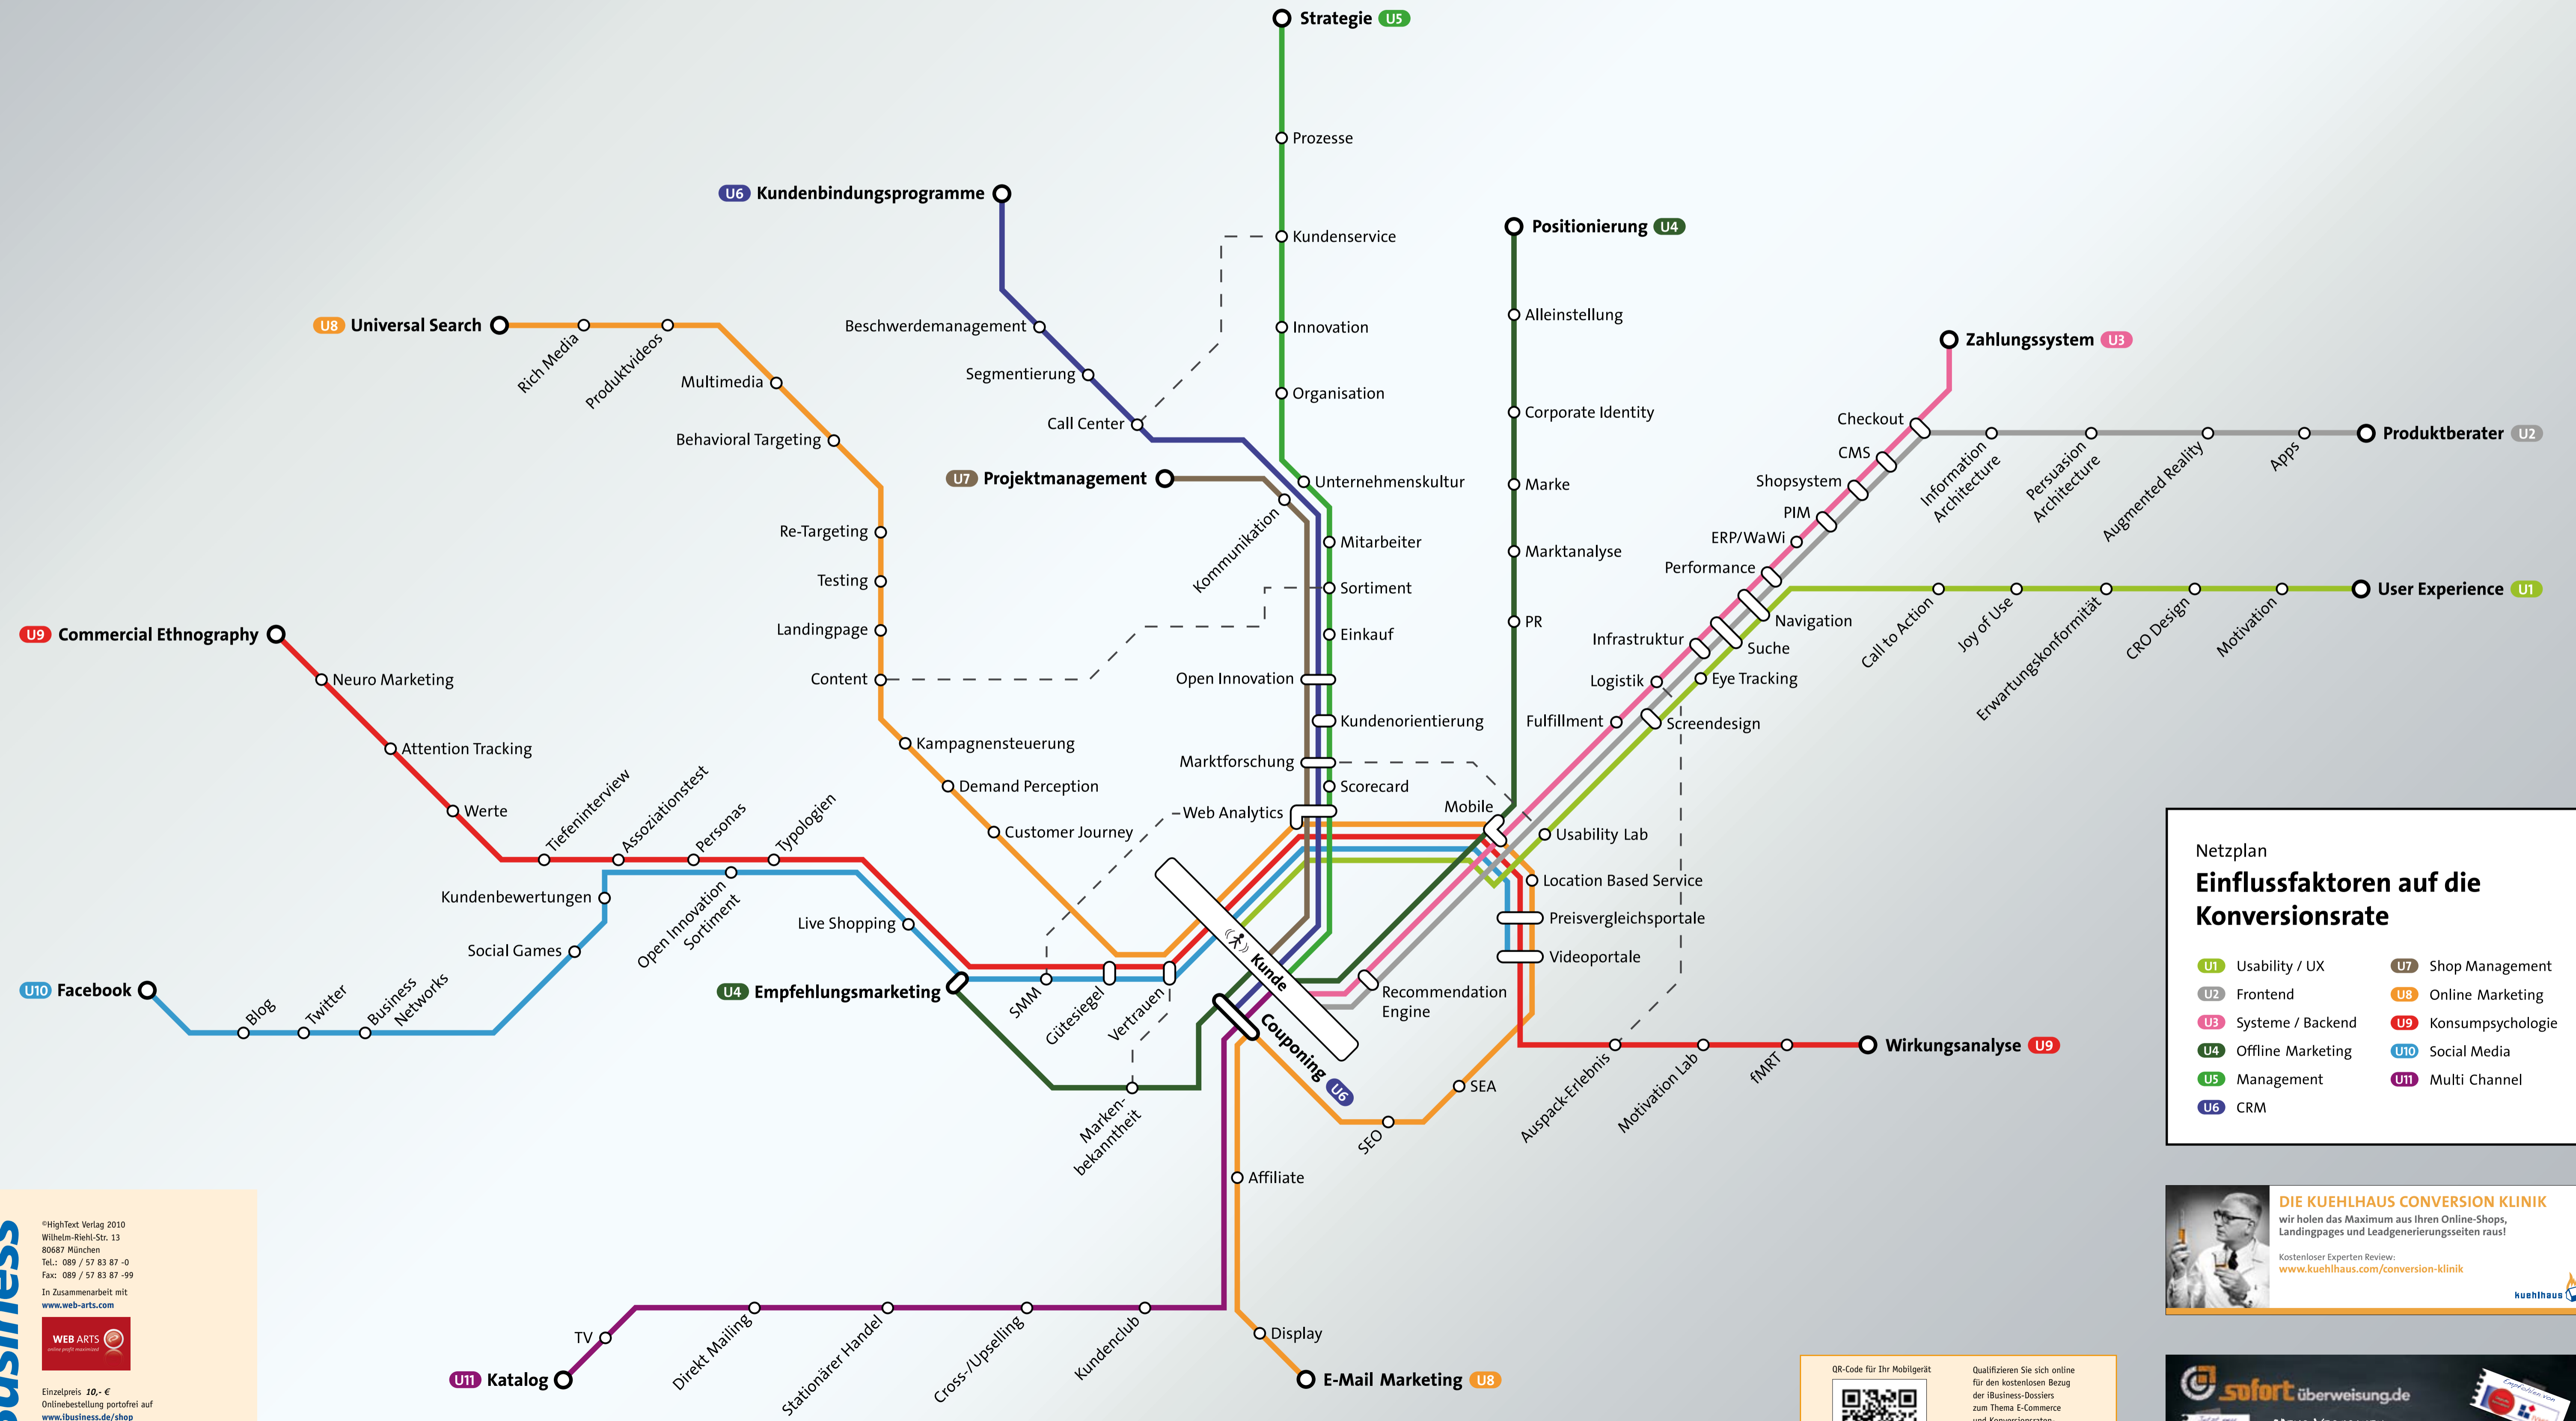 Strategie U5
Prozesse
Kundenservice
Innovation
Organisation
Unternehmenskultur
Mitarbeiter
Sortiment
Einkauf
Open Innovation
Kundenorientierung
Marktforschung
Scorecard
Web Analytics
U6 Kundenbindungsprogramme
Beschwerdemanagement
Segmentierung
Call Center
U7 Projektmanagement
Kommunikation
Positionierung U4
Alleinstellung
Corporate Identity
Marke
Marktanalyse
PR
Mobile
U8 Universal Search
Rich Media
Produktvideos
Multimedia
Behavioral Targeting
Re-Targeting
Testing
Landingpage
Content
Kampagnensteuerung
Demand Perception
Customer Journey
Zahlungssystem U3
Checkout
CMS
Shopsystem
PIM
ERP/WaWi
Performance
Navigation
Suche
Infrastruktur
Logistik
Eye Tracking
Fulfillment
Screendesign
Usability Lab
Information
Architecture
Persuasion
Architecture
Augmented Reality
Apps
Produktberater U2
Call to Action
Joy of Use
Erwartungskonformität
CRO Design
Motivation
User Experience U1
U9 Commercial Ethnography
Neuro Marketing
Attention Tracking
Werte
Tiefeninterview
Assoziationstest
Personas
Typologien
Kundenbewertungen
Open Innovation
Sortiment
Social Games
Live Shopping
U10 Facebook
Blog
Twitter
Business
Networks
U4 Empfehlungsmarketing
SMM
Gütesiegel
Vertrauen
Marken-
bekanntheit
Kunde
Couponing U6
Recommendation
Engine
Location Based Service
Preisvergleichsportale
Videoportale
SEA
SEO
Auspack-Erlebnis
Motivation Lab
fMRT
Wirkungsanalyse U9
Affiliate
Display
E-Mail Marketing U8
U11 Katalog
TV
Direkt Mailing
Stationärer Handel
Cross-/Upselling
Kundenclub
Netzplan
Einflussfaktoren auf die
Konversionsrate
U1 Usability / UX
U2 Frontend
U3 Systeme / Backend
U4 Offline Marketing
U5 Management
U6 CRM
U7 Shop Management
U8 Online Marketing
U9 Konsumpsychologie
U10 Social Media
U11 Multi Channel
DIE KUEHLHAUS CONVERSION KLINIK
wir holen das Maximum aus Ihren Online-Shops,
Landingpages und Leadgenerierungsseiten raus!
Kostenloser Experten Review:
www.kuehlhaus.com/conversion-klinik
kuehlhaus
sofort überweisung.de
Empfohlen von
QR-Code für Ihr Mobilgerät
Qualifizieren Sie sich online
für den kostenlosen Bezug
der iBusiness-Dossiers
zum Thema E-Commerce
©HighText Verlag 2010
Wilhelm-Riehl-Str. 13
80687 München
Tel.: 089 / 57 83 87 -0
Fax: 089 / 57 83 87 -99
In Zusammenarbeit mit
www.web-arts.com
WEB ARTS
online profit maximized
Einzelpreis 10,- €
Onlinebestellung portofrei auf
www.ibusiness.de/shop